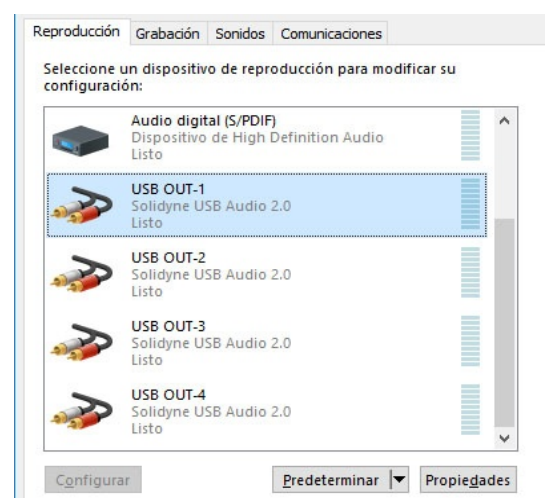 Reproducción Grabación Sonidos Comunicaciones
Seleccione un dispositivo de reproducción para modificar su
configuración:
Audio digital (S/PDIF)
Dispositivo de High Definition Audio
Listo
USB OUT-1
Solidyne USB Audio 2.0
Listo
USB OUT-2
Solidyne USB Audio 2.0
Listo
USB OUT-3
Solidyne USB Audio 2.0
Listo
USB OUT-4
Solidyne USB Audio 2.0
Listo
Configurar Predeterminar Propiedades